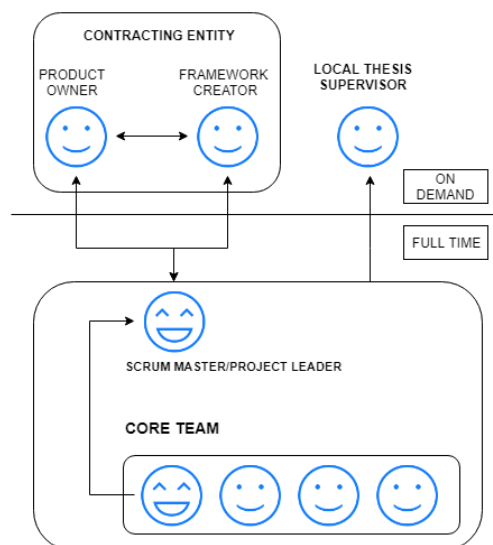 CONTRACTING ENTITY
PRODUCT
OWNER
FRAMEWORK
CREATOR
LOCAL THESIS
SUPERVISOR
ON
DEMAND
FULL TIME
SCRUM MASTER/PROJECT LEADER
CORE TEAM